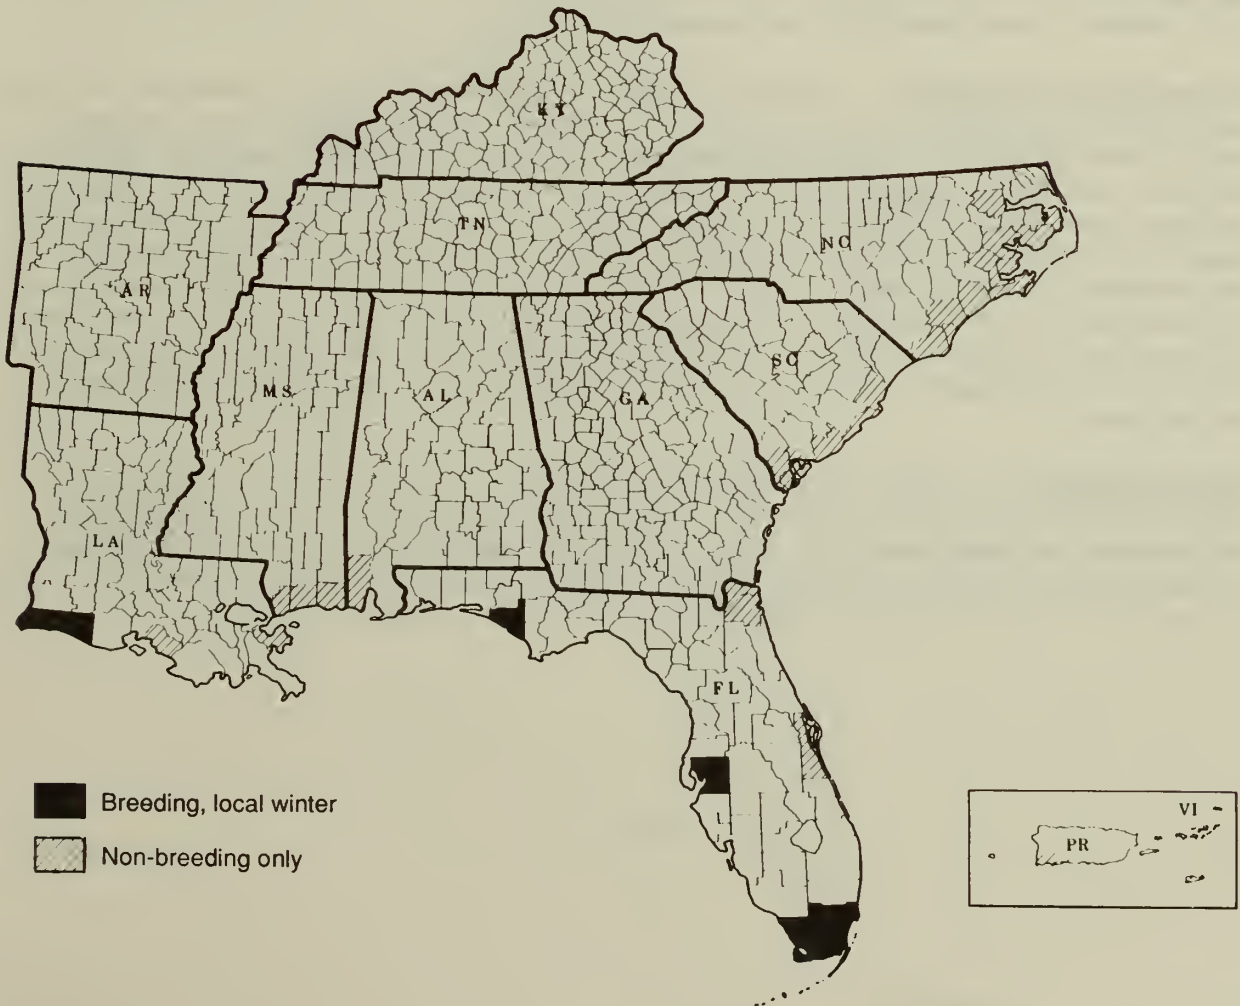 KY
TN
NC
AR
SC
MS
AL
GA
LA
FL
Breeding, local winter
Non-breeding only
VI
PR